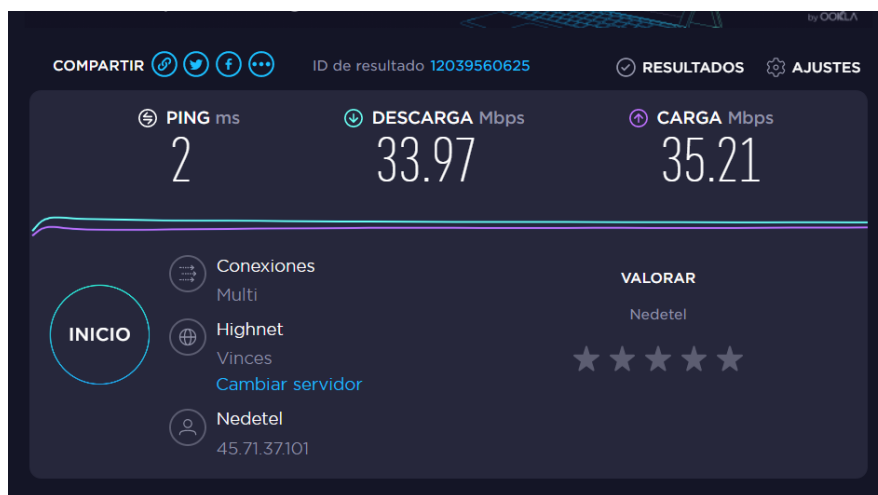 by OOKLA
COMPARTIR ID de resultado 12039560625 RESULTADOS AJUSTES
PING ms DESCARGA Mbps CARGA Mbps
2 33.97 35.21
Conexiones
Multi
VALORAR
Nedetel
INICIO
Highnet
Vinces
Cambiar servidor
Nedetel
45.71.37.101